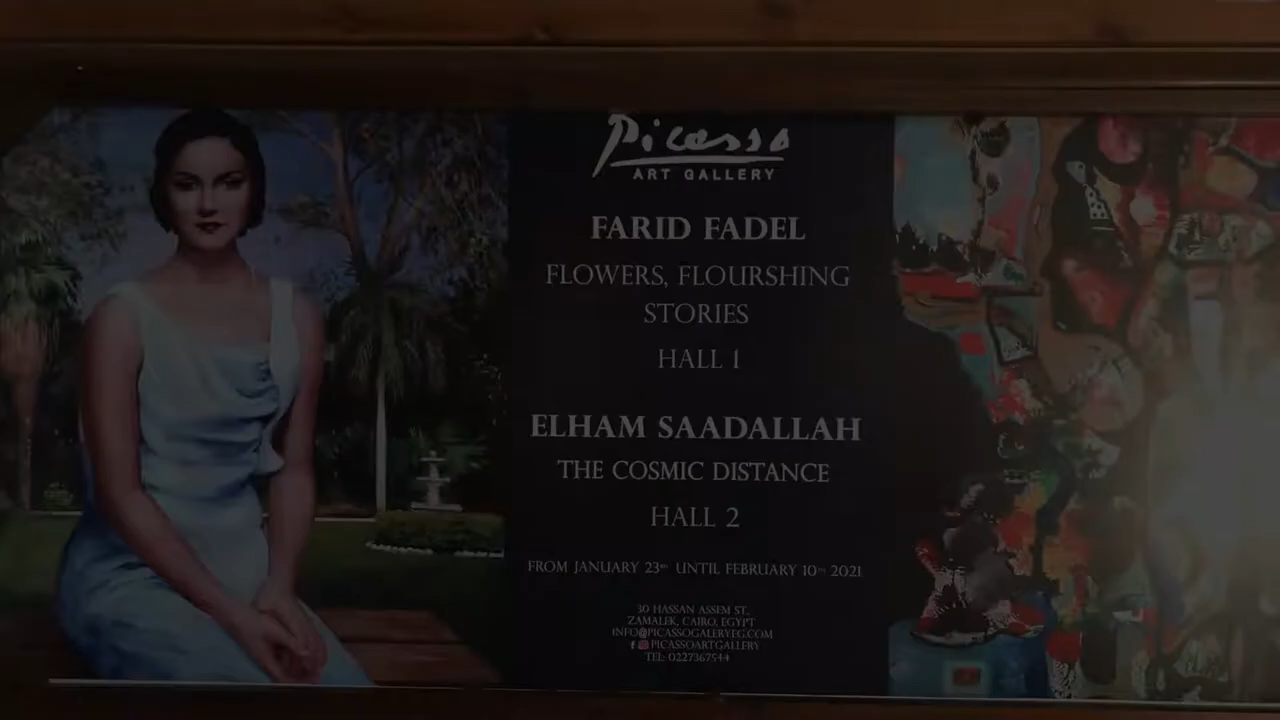 Picasso
ART GALLERY
FARID FADEL
FLOWERS, FLOURSHING
STORIES
HALL 1
ELHAM SAADALLAH
THE COSMIC DISTANCE
HALL 2
FROM JANUARY 23RD UNTIL FEBRUARY 10TH 2021
30 HASSAN ASSEM ST.,
ZAMALEK, CAIRO, EGYPT
INFO@PICASSOGALERYEG.COM
PICASSOARTGALLERY
TEL: 0227367544